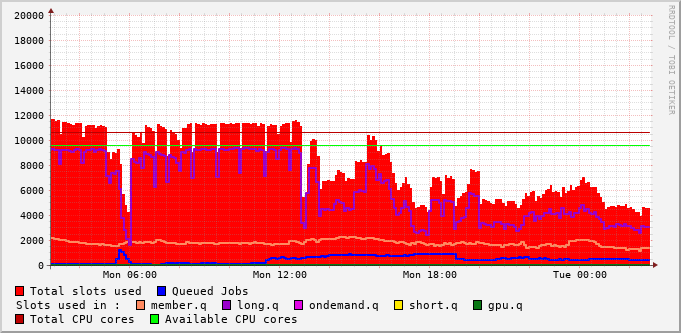 20000
18000
16000
14000
12000
10000
8000
6000
4000
2000
0
Mon 06:00 Mon 12:00 Mon 18:00 Tue 00:00
RRDTOOL / TOBI OETIKER
Total slots used Queued Jobs
Slots used in : member.q long.q ondemand.q short.q gpu.q
Total CPU cores Available CPU cores